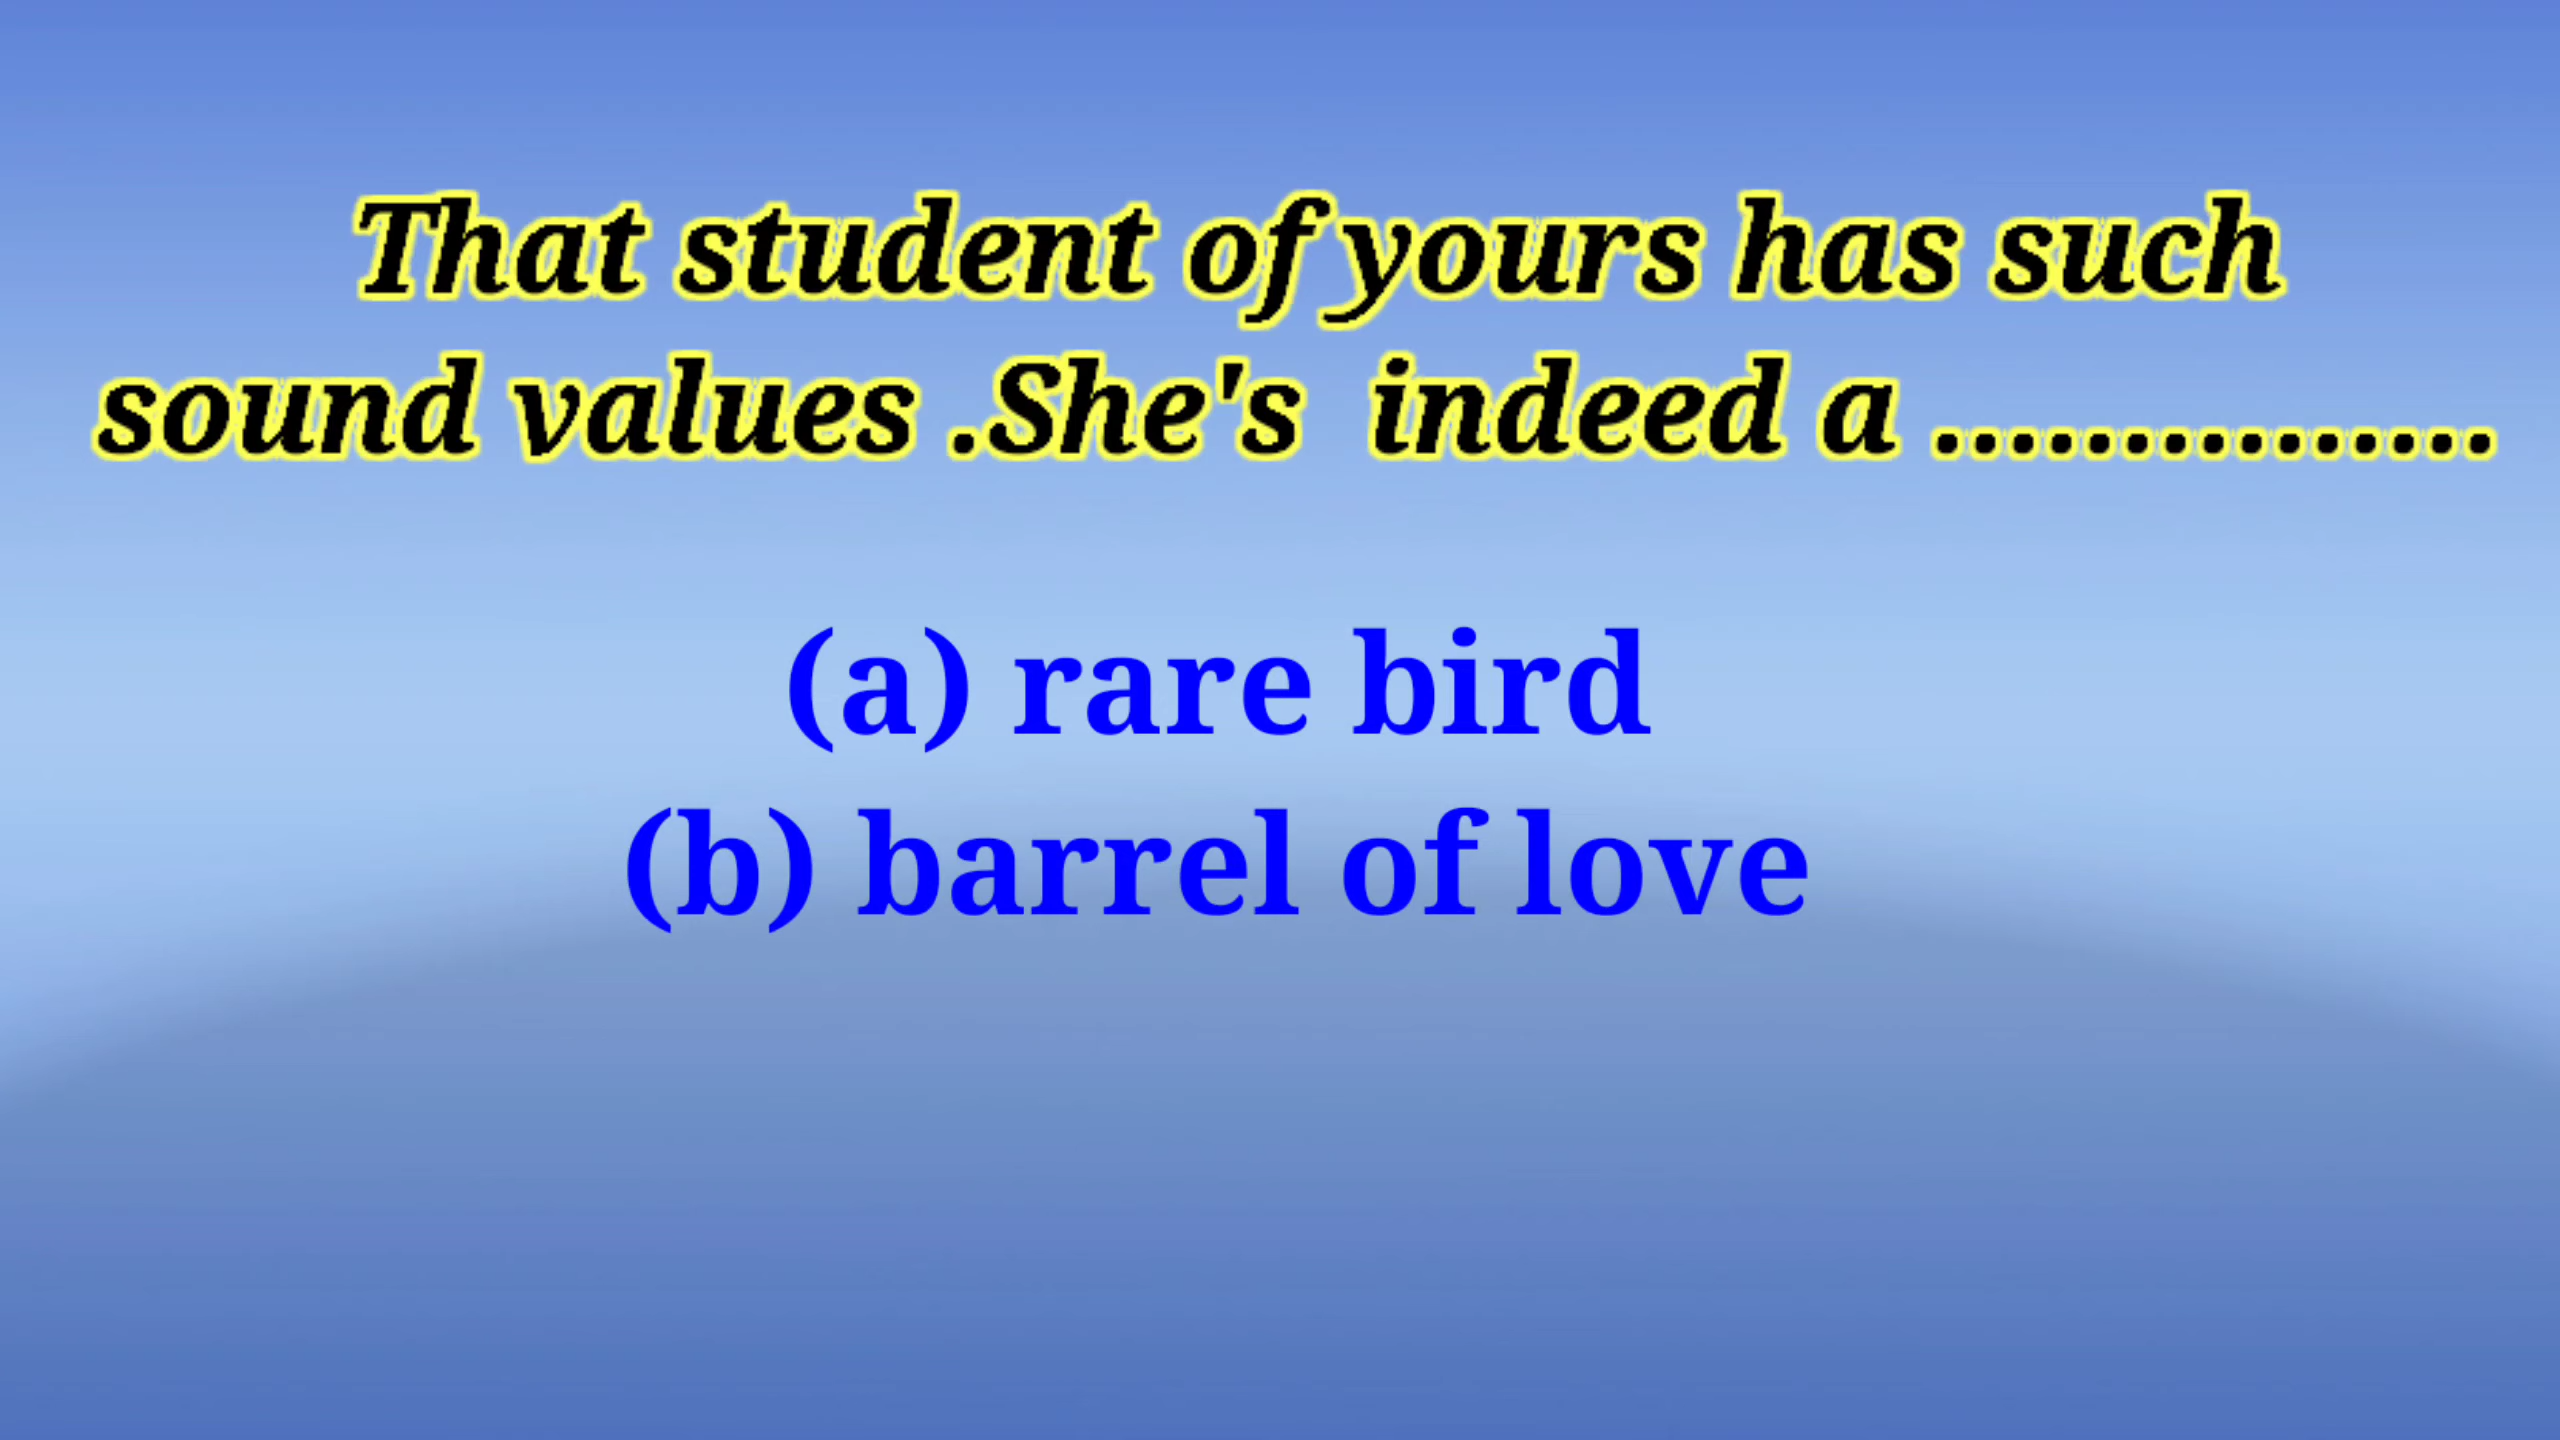 That student of yours has such
sound values .She's  indeed a ...............
(a) rare bird
(b) barrel of love